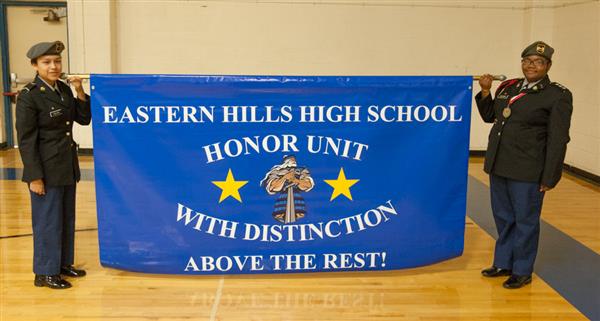 EASTERN HILLS HIGH SCHOOL
HONOR UNIT
WITH DISTINCTION
ABOVE THE REST!